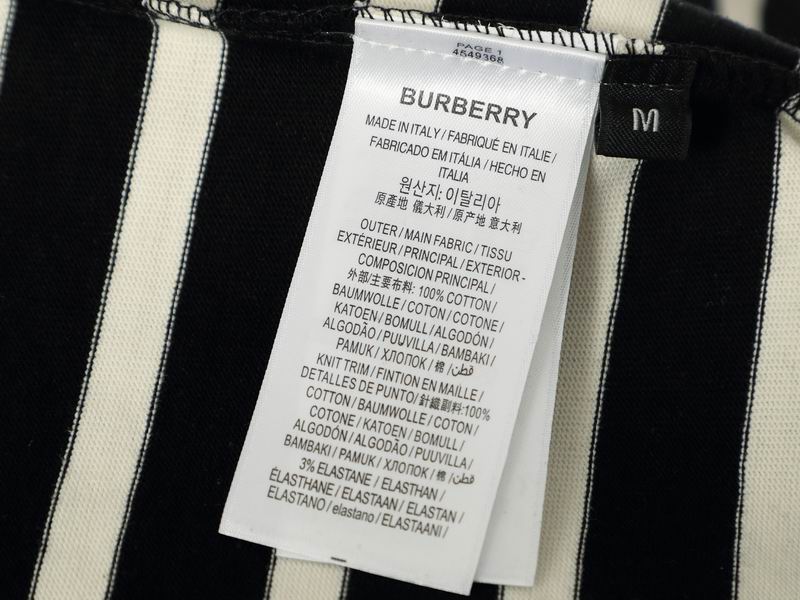 PAGE 1
4549368
BURBERRY
MADE IN ITALY / FABRIQUÉ EN ITALIE /
FABRICADO EM ITÁLIA / HECHO EN
ITALIA
원산지: 이탈리아
原產地 儀大利 / 原产地 意大利
OUTER / MAIN FABRIC / TISSU
EXTÉRIEUR / PRINCIPAL / EXTERIOR-
COMPOSICION PRINCIPAL /
外部/主要布料: 100% COTTON /
BAUMWOLLE / COTON / COTONE /
KATOEN / BOMULL / ALGODÓN /
ALGODÃO / PUUVILLA / BAMBAKI /
PAMUK / ХЛОПОК / 棉 / قطن /
KNIT TRIM / FINTION EN MAILLE /
DETALLES DE PUNTO/ 針織副料:100%
COTTON / BAUMWOLLE / COTON /
COTONE / KATOEN / BOMULL /
ALGODÓN / ALGODÃO / PUUVILLA /
BAMBAKI / PAMUK / ХЛОПОК / 棉 / قطن
3% ELASTANE / ELASTHAN /
ÉLASTHANE / ELASTAAN / ELASTAN /
ELASTANO / elastano / ELASTAANI /
M